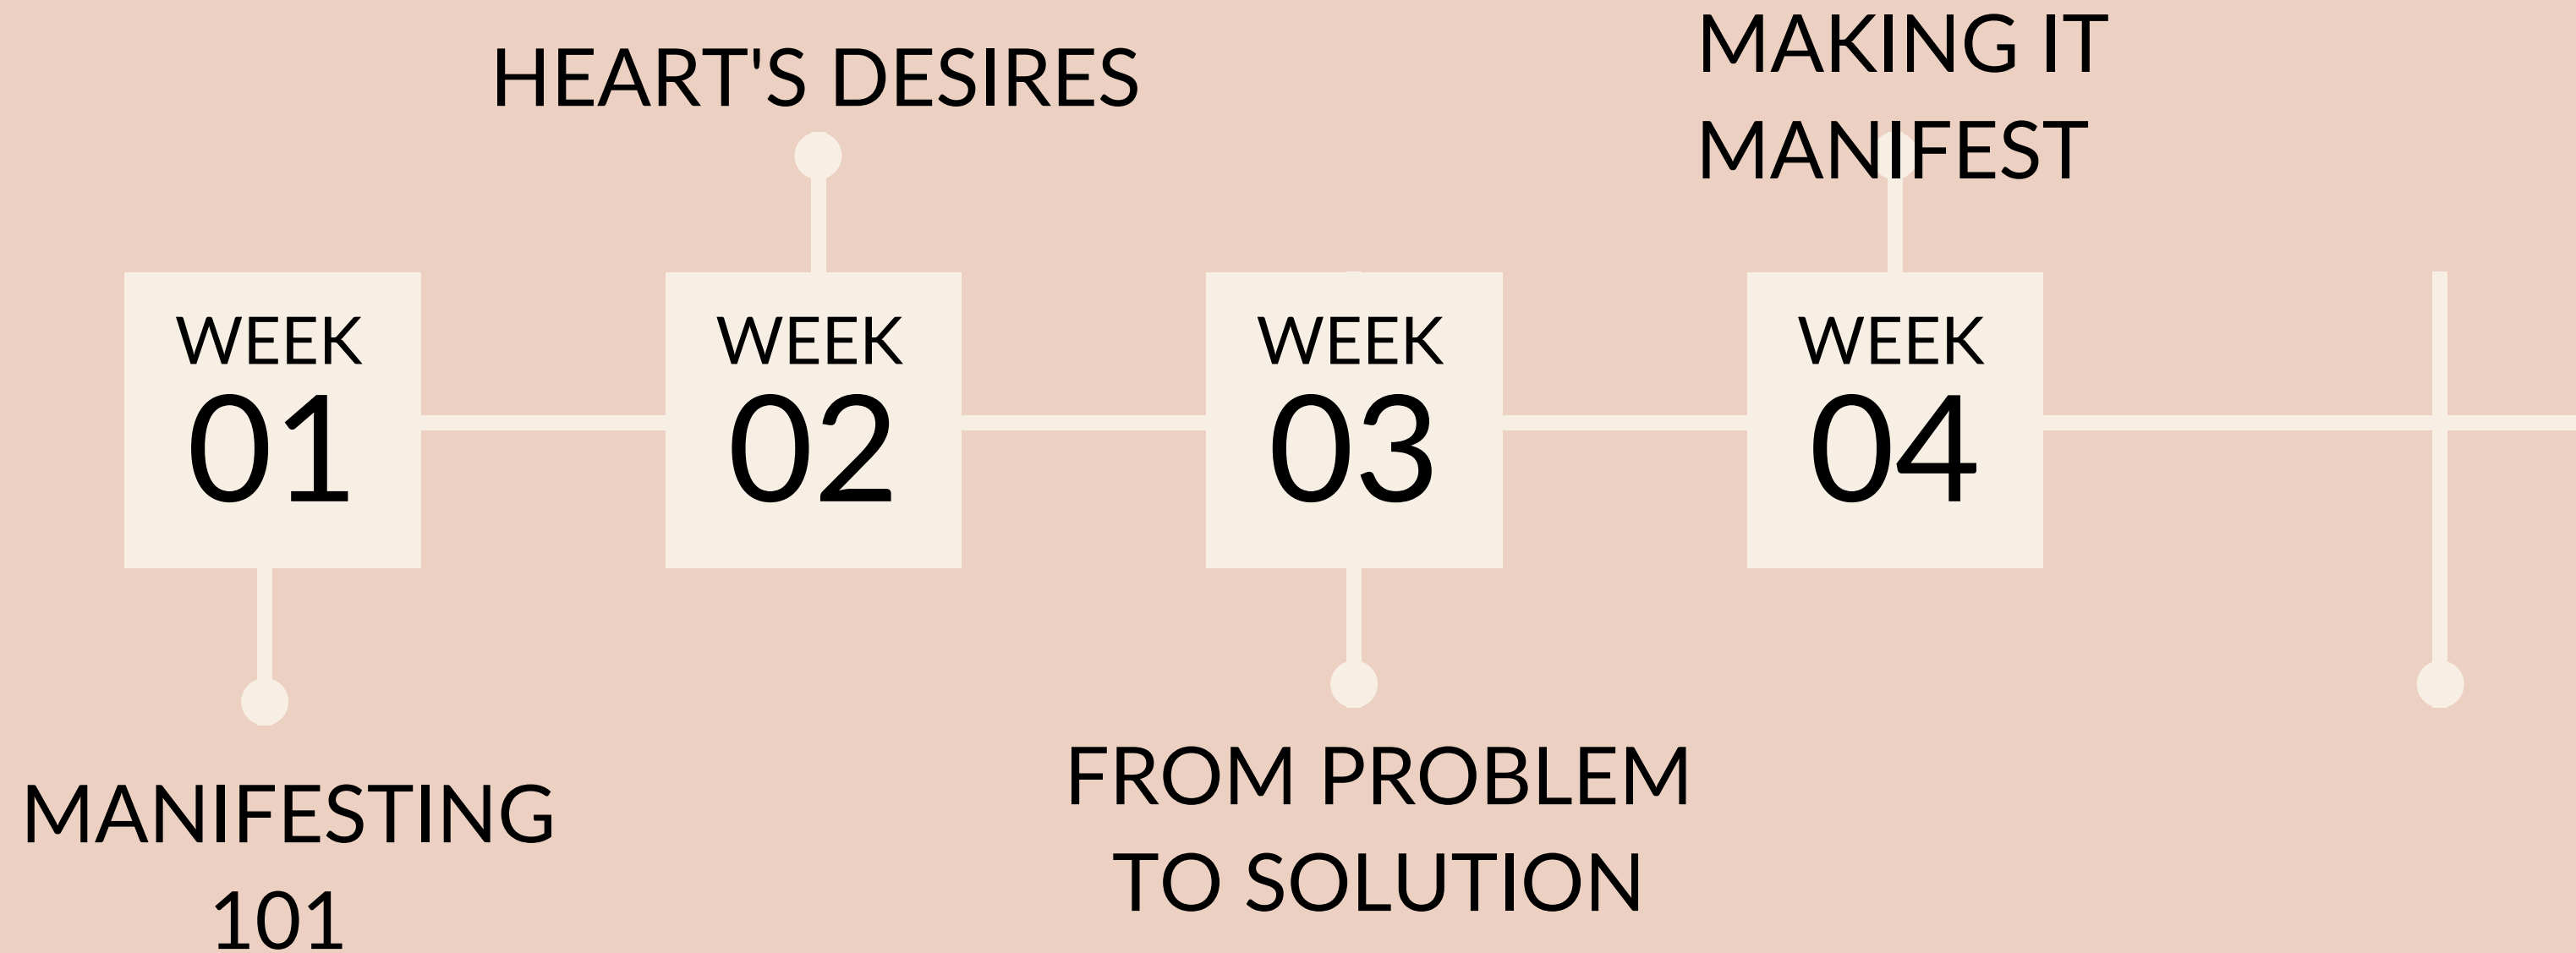 HEART'S DESIRES
MAKING IT
MANIFEST
WEEK
01
WEEK
02
WEEK
03
WEEK
04
MANIFESTING
101
FROM PROBLEM
TO SOLUTION